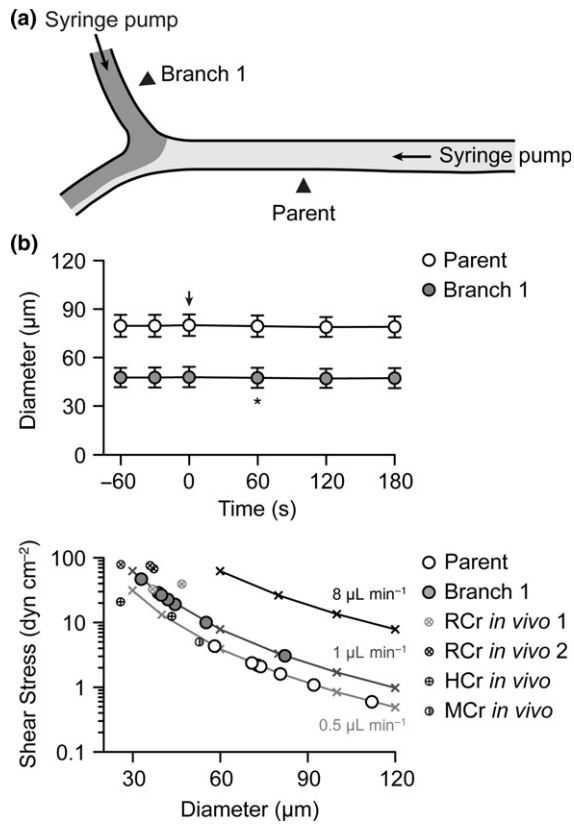 (a)
Syringe pump
Branch 1
Syringe pump
Parent
(b)
120
90
60
30
0
Diameter (µm)
*
−60
0
60
120
180
Time (s)
Parent
Branch 1
100
10
1
0.1
Shear Stress (dyn cm⁻²)
8 µL min⁻¹
1 µL min⁻¹
0.5 µL min⁻¹
30
60
90
120
Diameter (µm)
Parent
Branch 1
RCr in vivo 1
RCr in vivo 2
HCr in vivo
MCr in vivo